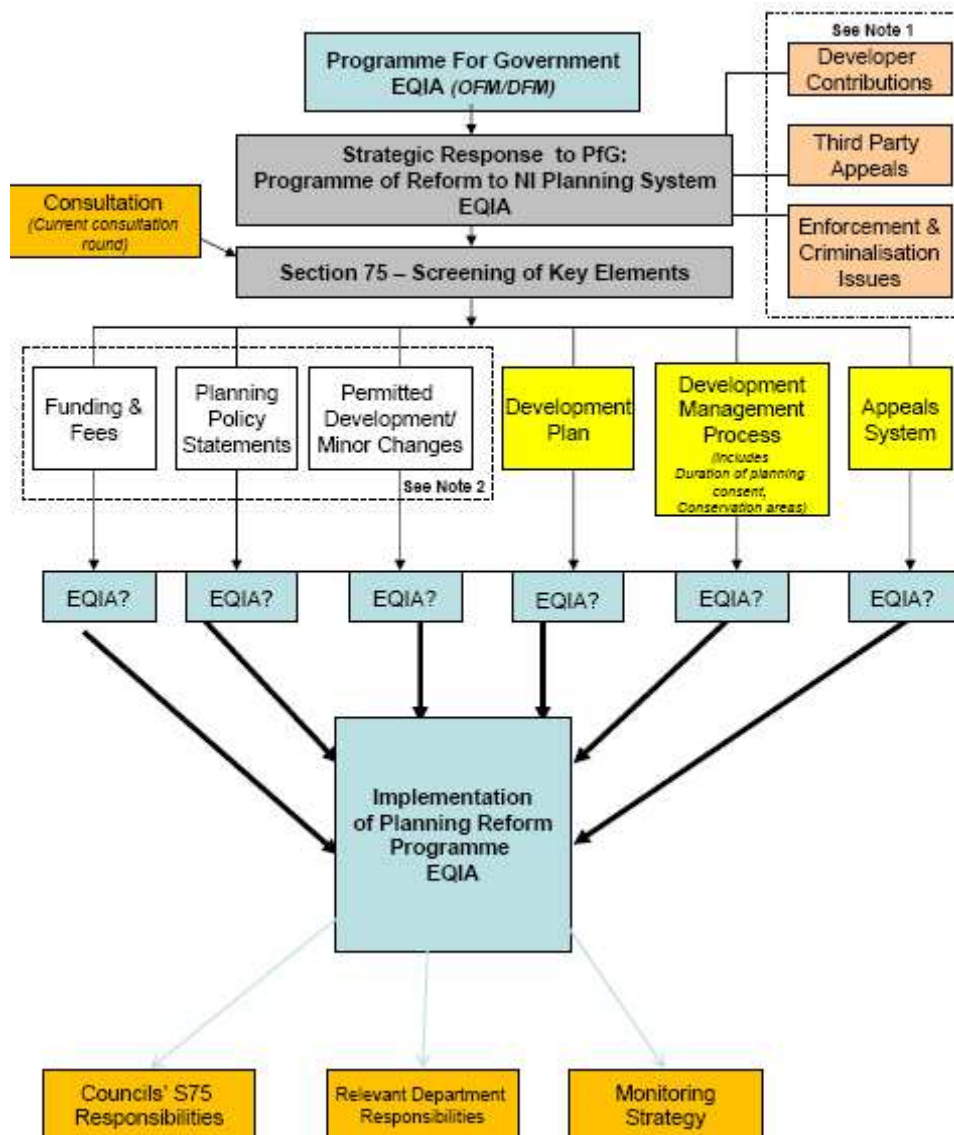 See Note 1
Programme For Government
EQIA (OFM/DFM)
Developer
Contributions
Strategic Response to PfG:
Programme of Reform to NI Planning System
EQIA
Third Party
Appeals
Consultation
(Current consultation
round)
Enforcement &
Criminalisation
Issues
Section 75 – Screening of Key Elements
Funding &
Fees
Planning
Policy
Statements
Permitted
Development/
Minor Changes
See Note 2
Development
Plan
Development
Management
Process
(Includes
Duration of planning
consent,
Conservation areas)
Appeals
System
EQIA?
EQIA?
EQIA?
EQIA?
EQIA?
EQIA?
Implementation
of Planning Reform
Programme
EQIA
Councils' S75
Responsibilities
Relevant Department
Responsibilities
Monitoring
Strategy